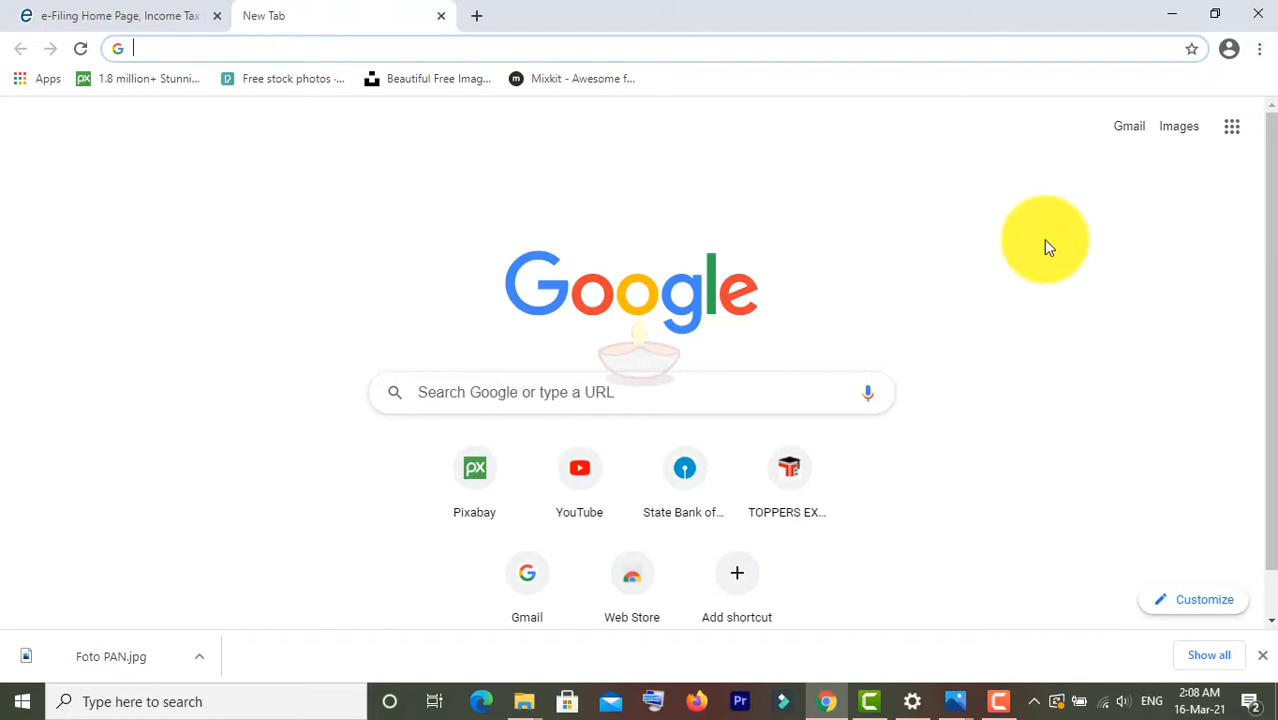 e-Filing Home Page, Income Tax
New Tab
Apps
1.8 million+ Stunni...
Free stock photos ·...
Beautiful Free Imag...
Mixkit - Awesome f...
Gmail
Images
Google
Search Google or type a URL
Pixabay
YouTube
State Bank of...
TOPPERS EX...
Gmail
Web Store
Add shortcut
Customize
Foto PAN.jpg
Show all
Type here to search
ENG
2:08 AM
16-Mar-21
2